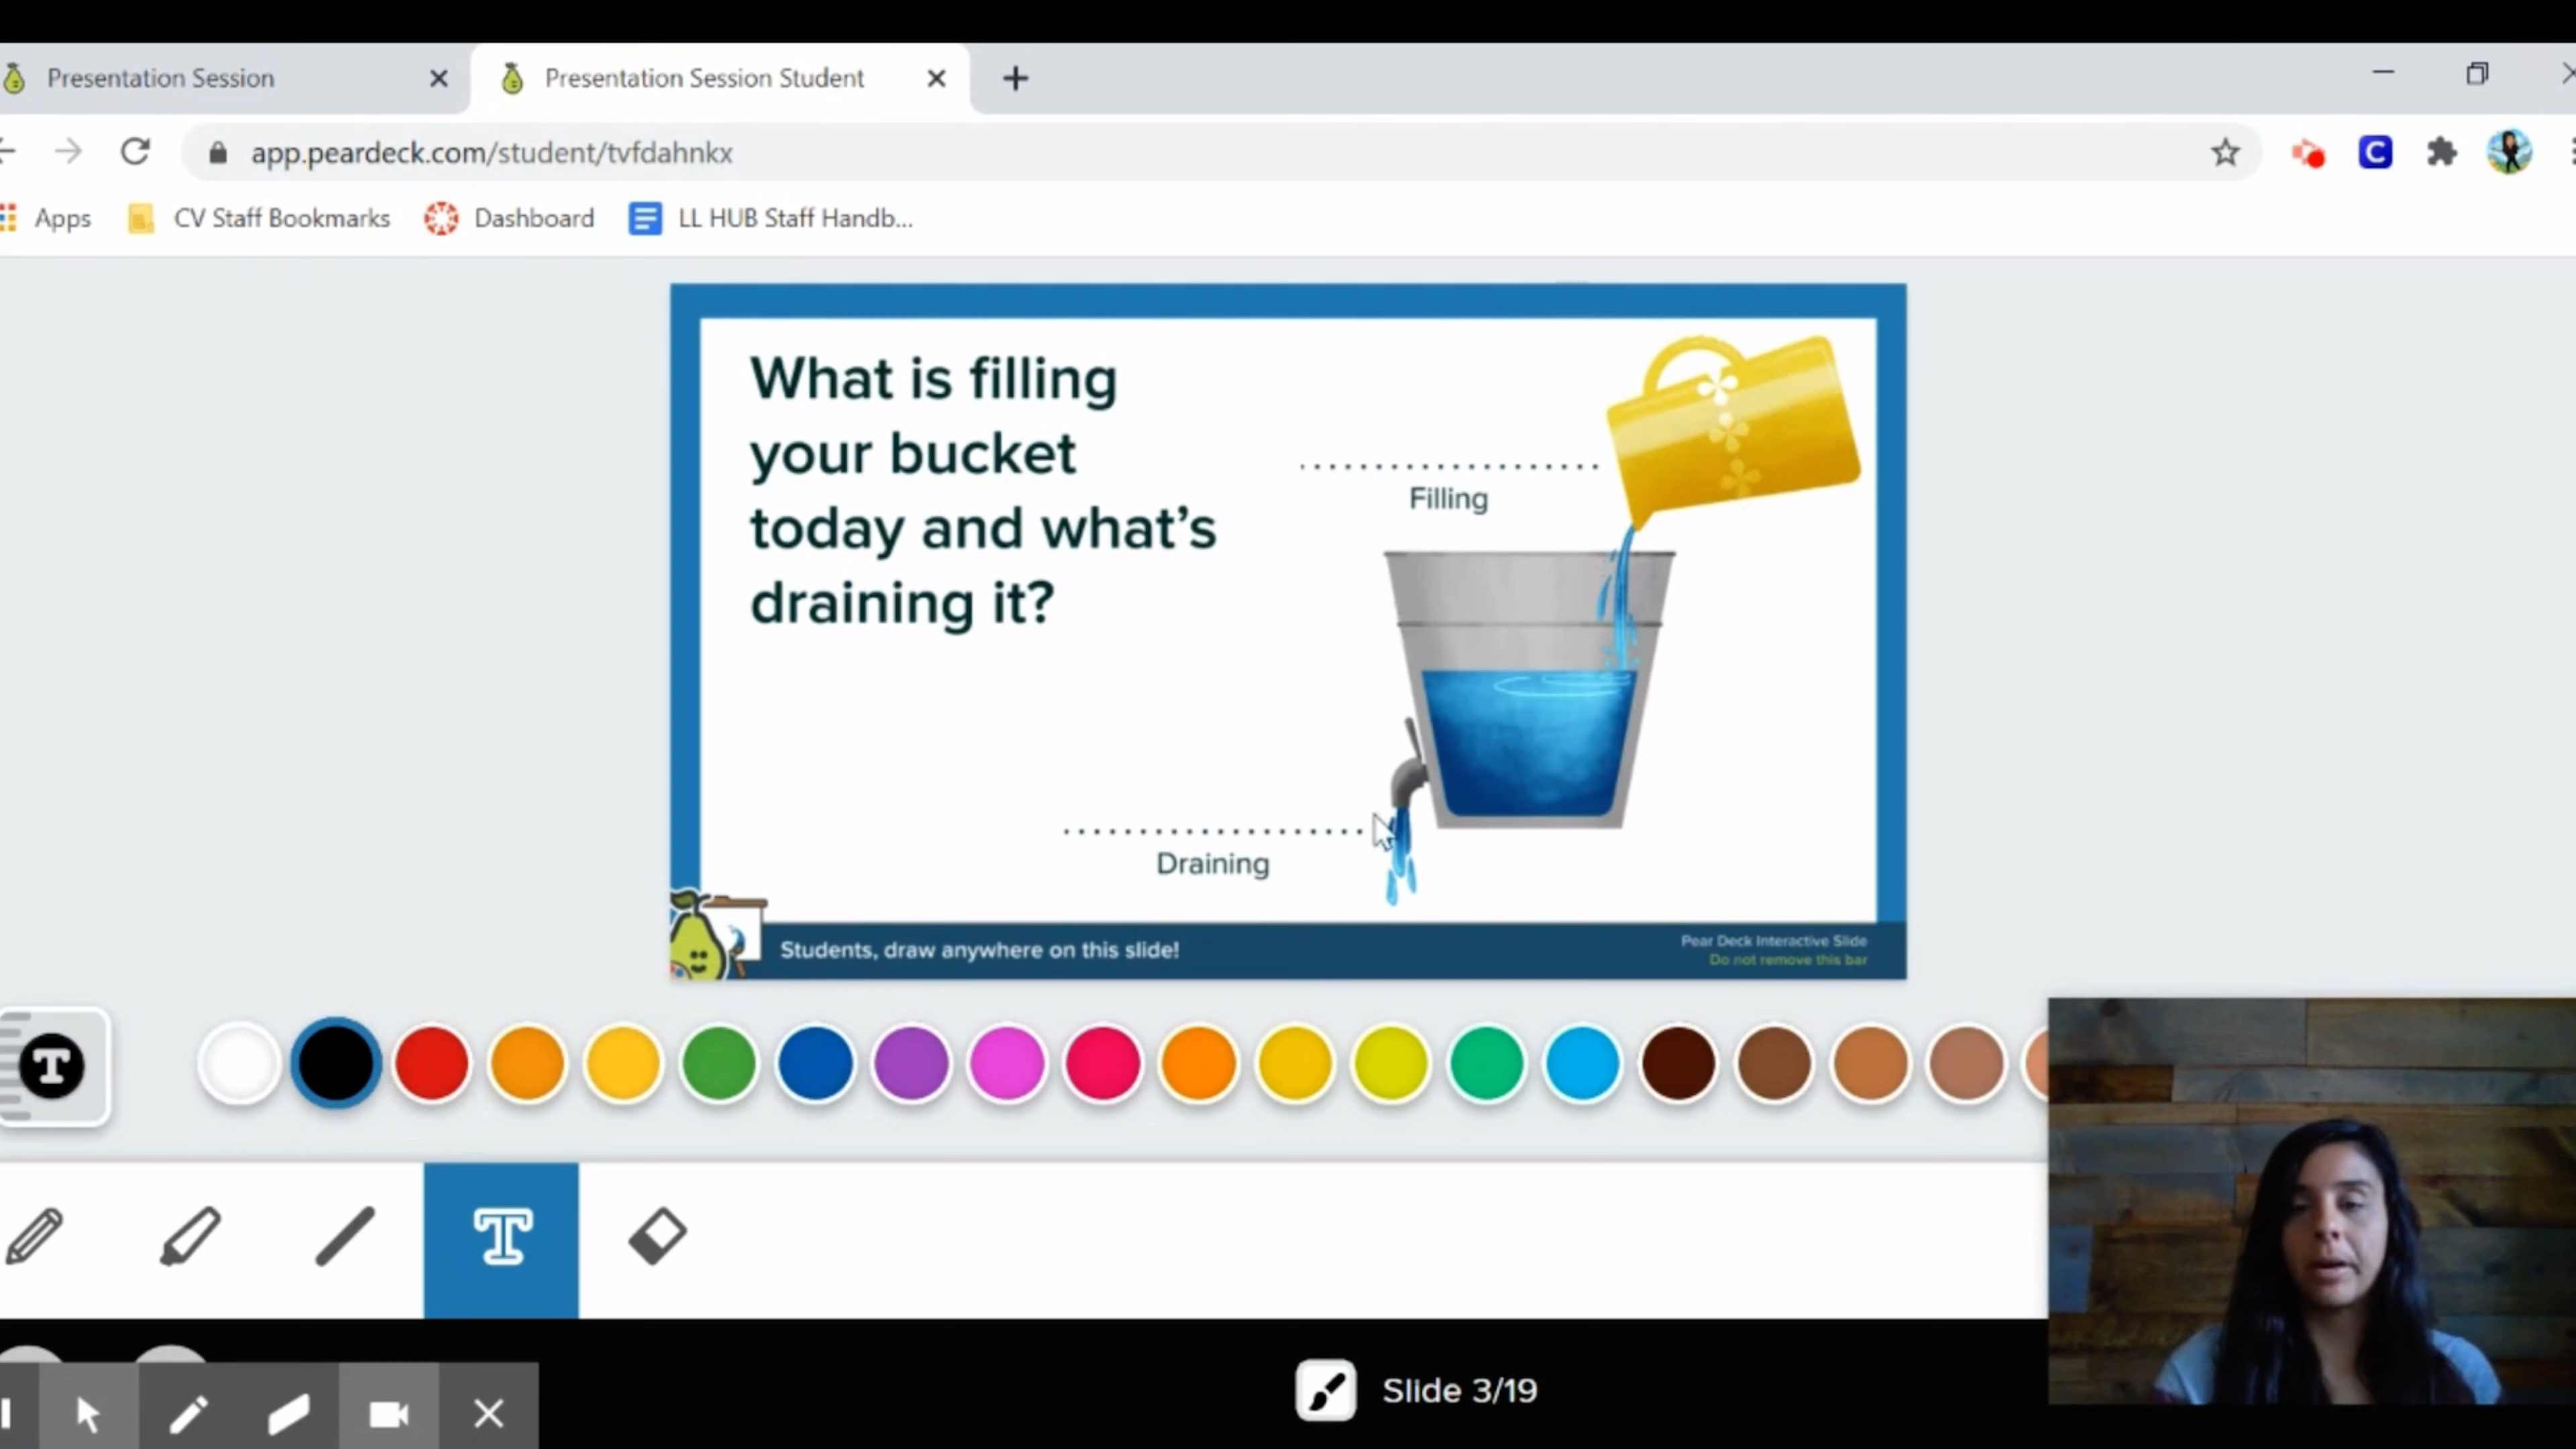 Presentation Session
Presentation Session Student
app.peardeck.com/student/tvfdahnkx
Apps
CV Staff Bookmarks
Dashboard
LL HUB Staff Handb...
What is filling
your bucket
today and what's
draining it?
Filling
Draining
Students, draw anywhere on this slide!
Pear Deck Interactive Slide
Do not remove this bar
Slide 3/19